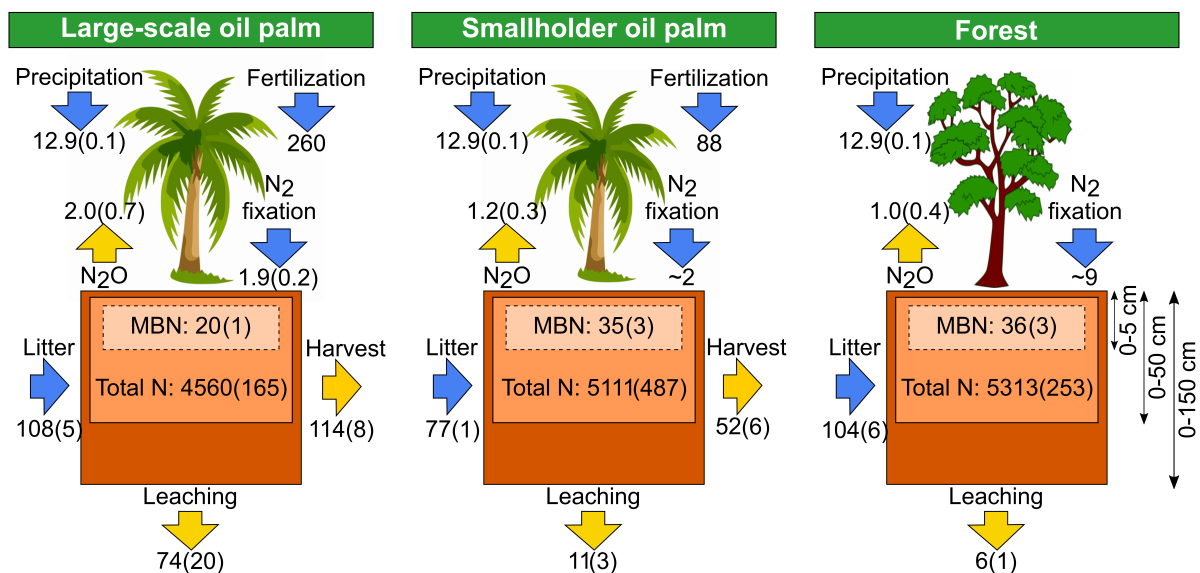 Large-scale oil palm
Precipitation
Fertilization
12.9(0.1)
260
N2
fixation
2.0(0.7)
N2O
1.9(0.2)
MBN: 20(1)
Litter
Harvest
Total N: 4560(165)
108(5)
114(8)
Leaching
74(20)
Smallholder oil palm
Precipitation
Fertilization
12.9(0.1)
88
N2
fixation
1.2(0.3)
N2O
~2
MBN: 35(3)
Litter
Harvest
Total N: 5111(487)
77(1)
52(6)
Leaching
11(3)
Forest
Precipitation
12.9(0.1)
N2
fixation
1.0(0.4)
N2O
~9
MBN: 36(3)
Litter
Total N: 5313(253)
104(6)
Leaching
6(1)
0-5 cm
0-50 cm
0-150 cm